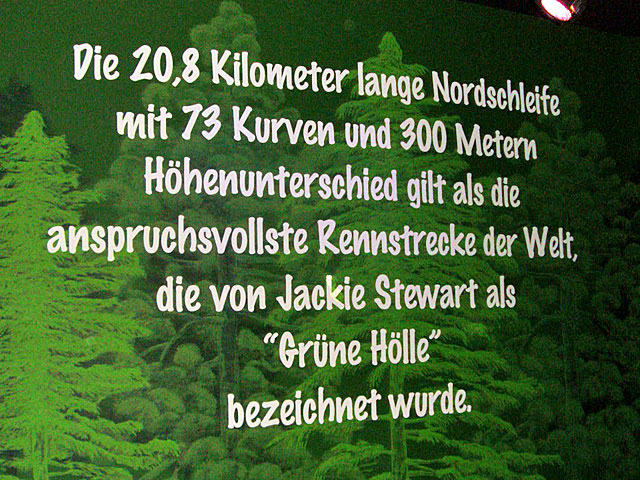 Die 20,8 Kilometer lange Nordschleife
mit 73 Kurven und 300 Metern
Höhenunterschied gilt als die
anspruchsvollste Rennstrecke der Welt,
die von Jackie Stewart als
"Grüne Hölle"
bezeichnet wurde.